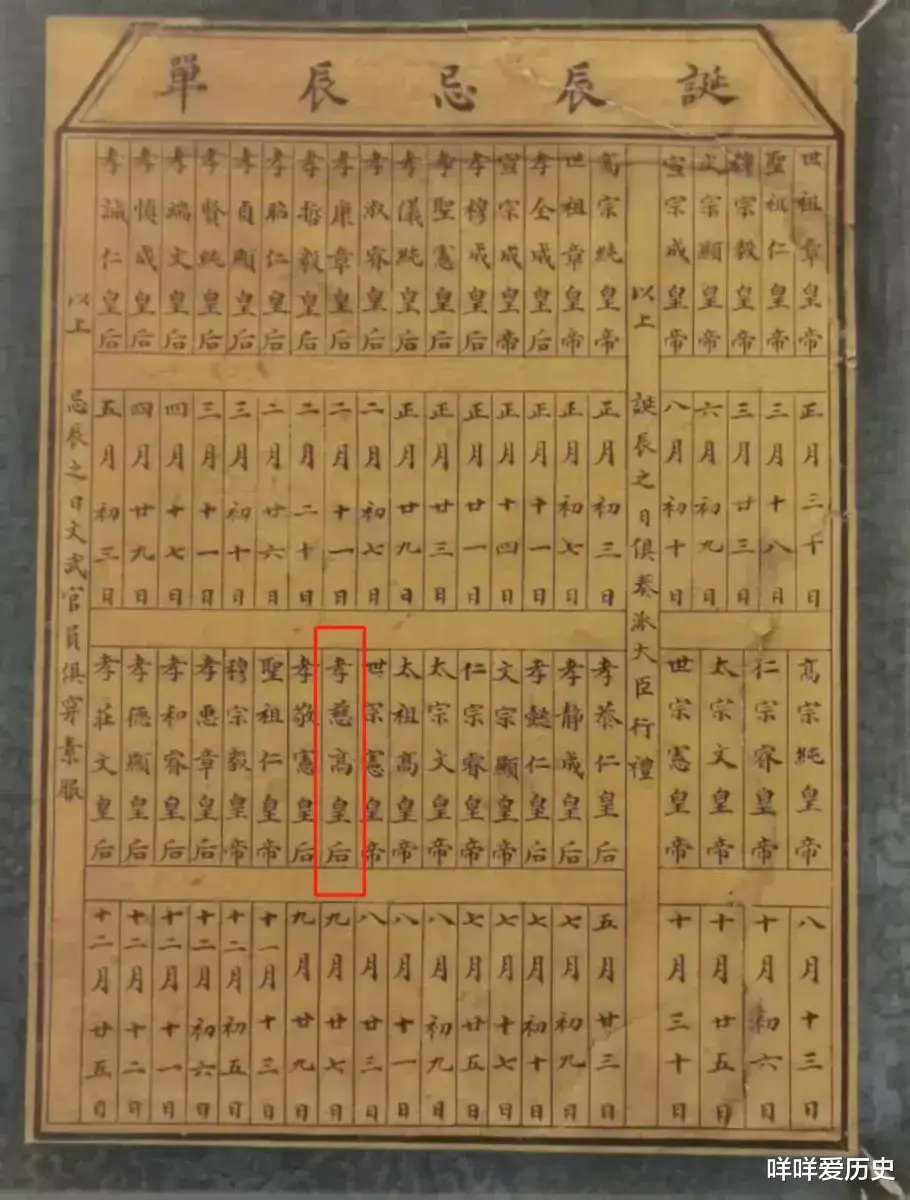 誕辰忌辰單
世祖章皇帝 正月三十日
聖祖仁皇帝 三月十八日
穆宗毅皇帝 三月廿三日
文宗顯皇帝 六月初九日
宣宗成皇帝 八月初十日
高宗純皇帝 八月十三日
仁宗睿皇帝 十月初六日
太宗文皇帝 十月廿五日
世宗憲皇帝 十月三十日
以上誕辰之日俱奏派大臣行禮
高宗純皇帝 正月初三日
世祖章皇帝 正月初七日
孝全成皇后 正月十一日
宣宗成皇帝 正月十四日
孝穆成皇后 正月廿一日
孝聖憲皇后 正月廿三日
孝儀純皇后 正月廿九日
孝淑睿皇后 二月初七日
孝康章皇后 二月十一日
孝哲毅皇后 二月二十日
孝昭仁皇后 二月廿六日
孝貞顯皇后 三月初十日
孝賢純皇后 三月十一日
孝端文皇后 四月十七日
孝慎成皇后 四月廿九日
孝誠仁皇后 五月初三日
孝恭仁皇后 五月廿三日
孝靜成皇后 七月初九日
孝懿仁皇后 七月初十日
文宗顯皇帝 七月十七日
仁宗睿皇帝 七月廿五日
太宗文皇帝 八月初九日
太祖高皇帝 八月十一日
世宗憲皇帝 八月廿三日
孝慈高皇后 九月廿七日
孝敬憲皇后 九月廿九日
聖祖仁皇帝 十一月十三日
穆宗毅皇帝 十二月初五日
孝惠章皇后 十二月初六日
孝和睿皇后 十二月十一日
孝德顯皇后 十二月十二日
孝莊文皇后 十二月廿五日
以上忌辰之日文武官員俱穿素服
咩咩爱历史